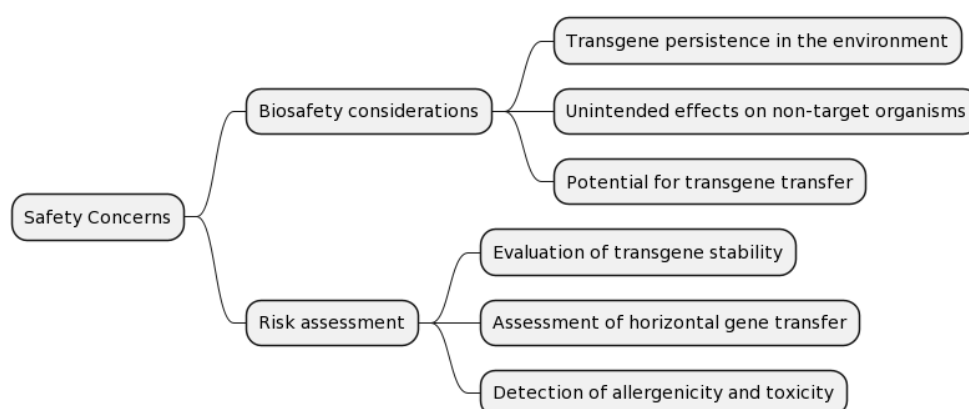 Safety Concerns
Biosafety considerations
Transgene persistence in the environment
Unintended effects on non-target organisms
Potential for transgene transfer
Risk assessment
Evaluation of transgene stability
Assessment of horizontal gene transfer
Detection of allergenicity and toxicity